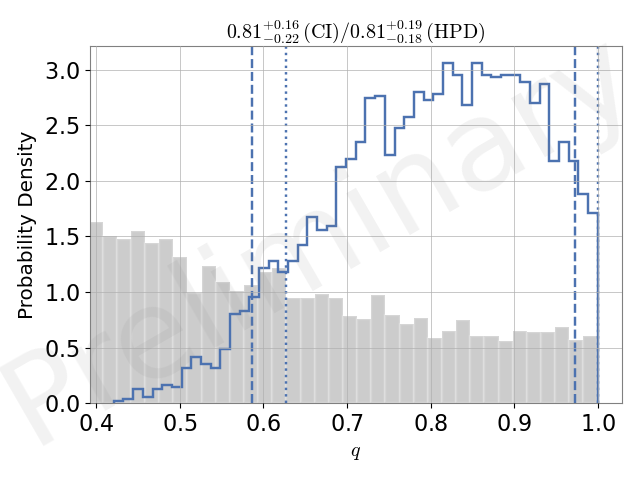 0.81^{+0.16}_{-0.22} (CI)/0.81^{+0.19}_{-0.18} (HPD)
Probability Density
3.0
2.5
2.0
1.5
1.0
0.5
0.0
0.4 0.5 0.6 0.7 0.8 0.9 1.0
q
Preliminary